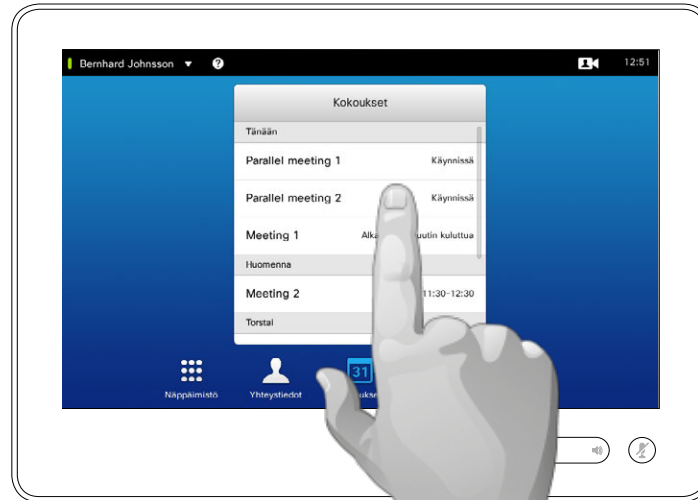 Bernhard Johnsson 12:51
Kokoukset
Tänään
Parallel meeting 1 Käynnissä
Parallel meeting 2 Käynnissä
Meeting 1 kuluttua
Huomenna
Meeting 2 11:30-12:30
Torstai
31
Näppäimistö Yhteystiedot